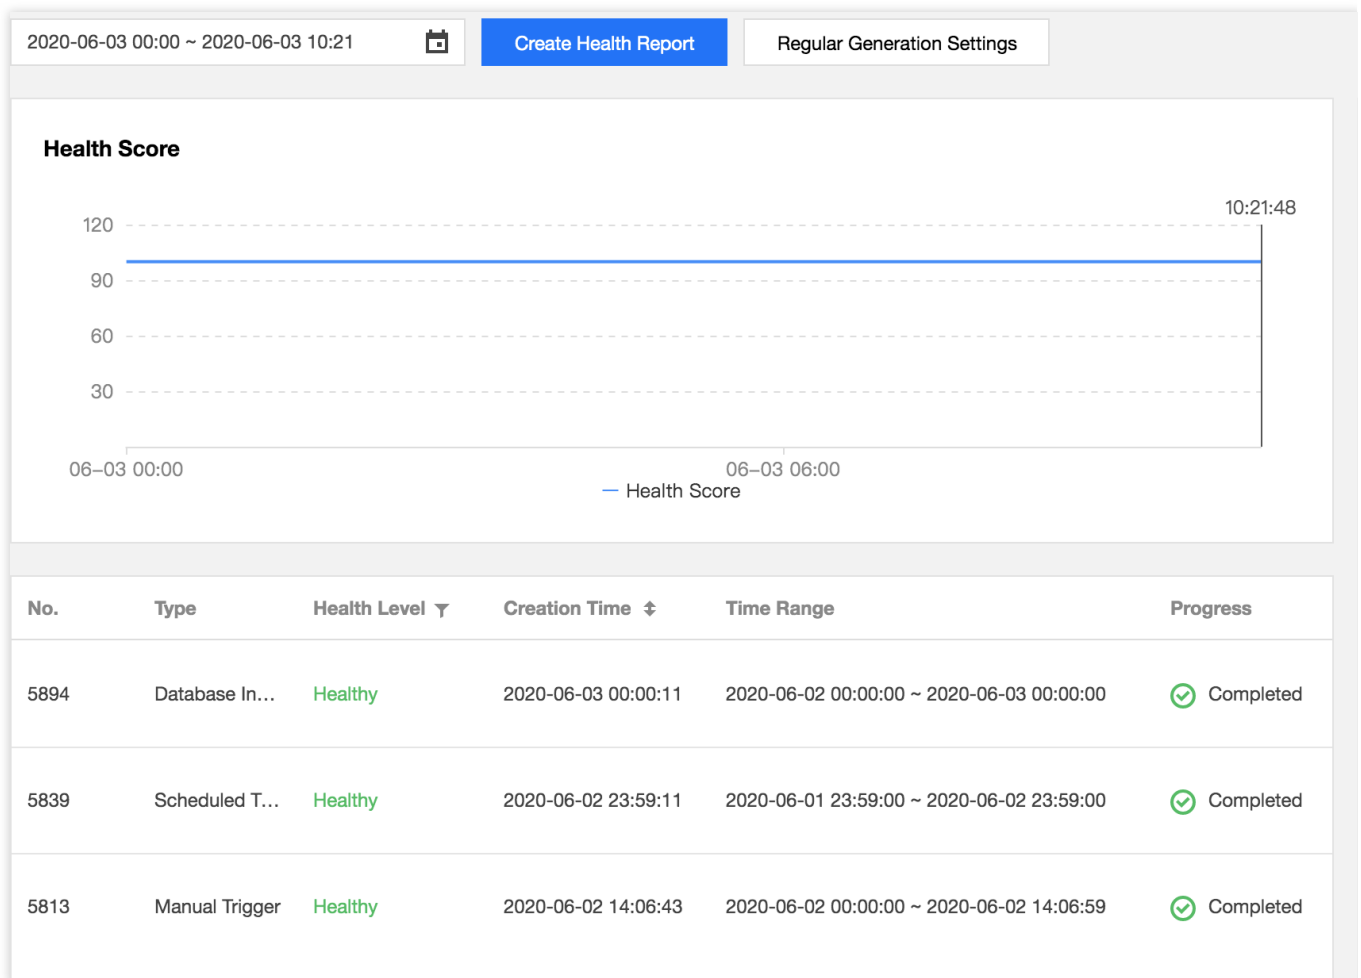 2020-06-03 00:00 ~ 2020-06-03 10:21 Create Health Report Regular Generation Settings
Health Score
10:21:48
120
90
60
30
06-03 00:00 06-03 06:00
Health Score
No. Type Health Level Creation Time Time Range Progress
5894 Database In... Healthy 2020-06-03 00:00:11 2020-06-02 00:00:00 ~ 2020-06-03 00:00:00 Completed
5839 Scheduled T... Healthy 2020-06-02 23:59:11 2020-06-01 23:59:00 ~ 2020-06-02 23:59:00 Completed
5813 Manual Trigger Healthy 2020-06-02 14:06:43 2020-06-02 00:00:00 ~ 2020-06-02 14:06:59 Completed